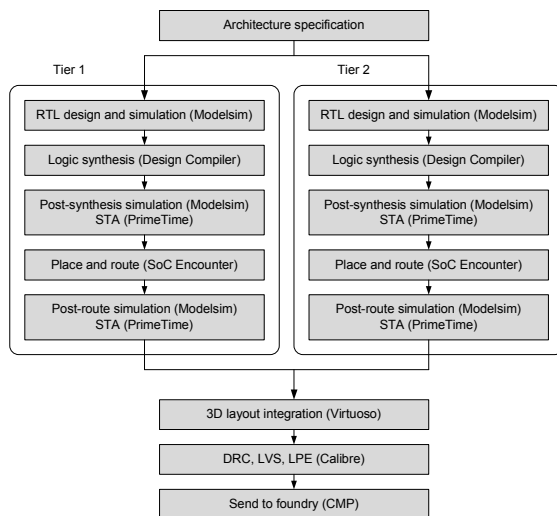 Architecture specification
Tier 1
Tier 2
RTL design and simulation (Modelsim)
Logic synthesis (Design Compiler)
Post-synthesis simulation (Modelsim)
STA (PrimeTime)
Place and route (SoC Encounter)
Post-route simulation (Modelsim)
STA (PrimeTime)
RTL design and simulation (Modelsim)
Logic synthesis (Design Compiler)
Post-synthesis simulation (Modelsim)
STA (PrimeTime)
Place and route (SoC Encounter)
Post-route simulation (Modelsim)
STA (PrimeTime)
3D layout integration (Virtuoso)
DRC, LVS, LPE (Calibre)
Send to foundry (CMP)